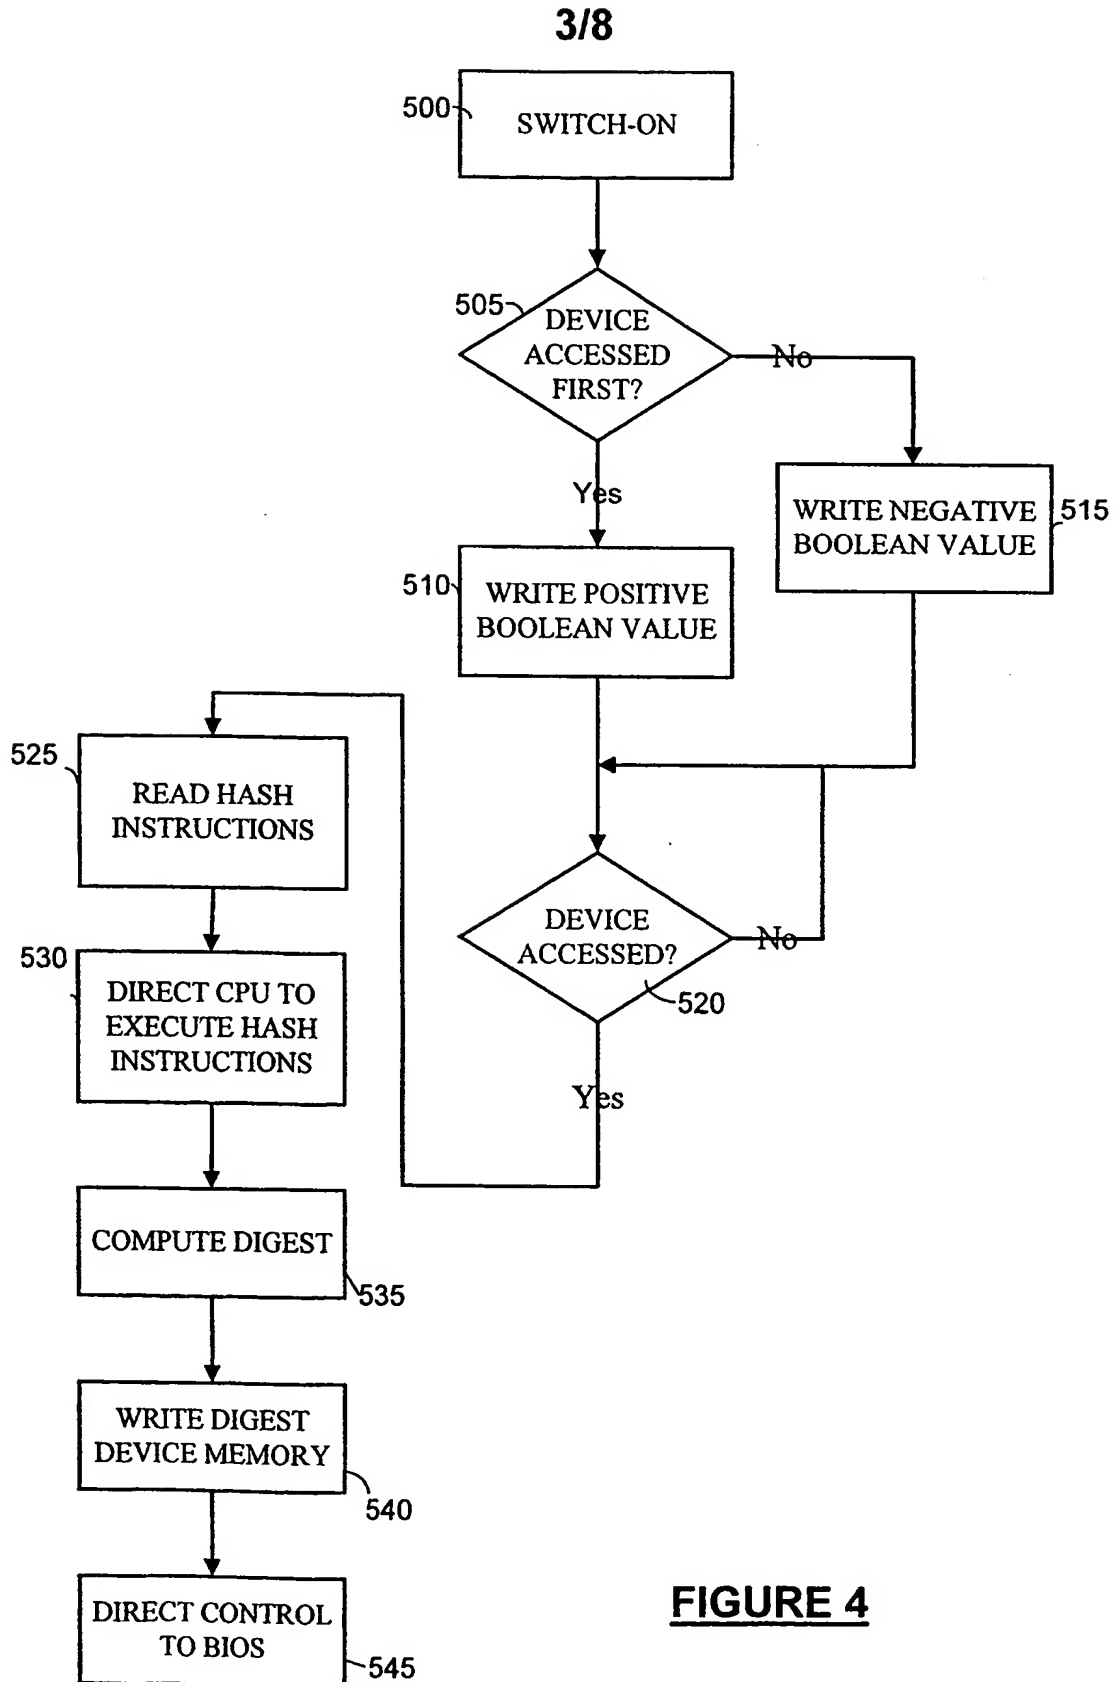 3/8
500
SWITCH-ON
505
DEVICE
ACCESSED
FIRST?
No
Yes
WRITE NEGATIVE
BOOLEAN VALUE
515
510
WRITE POSITIVE
BOOLEAN VALUE
525
READ HASH
INSTRUCTIONS
DEVICE
ACCESSED?
No
520
530
DIRECT CPU TO
EXECUTE HASH
INSTRUCTIONS
Yes
COMPUTE DIGEST
535
WRITE DIGEST
DEVICE MEMORY
540
DIRECT CONTROL
TO BIOS
545
FIGURE 4